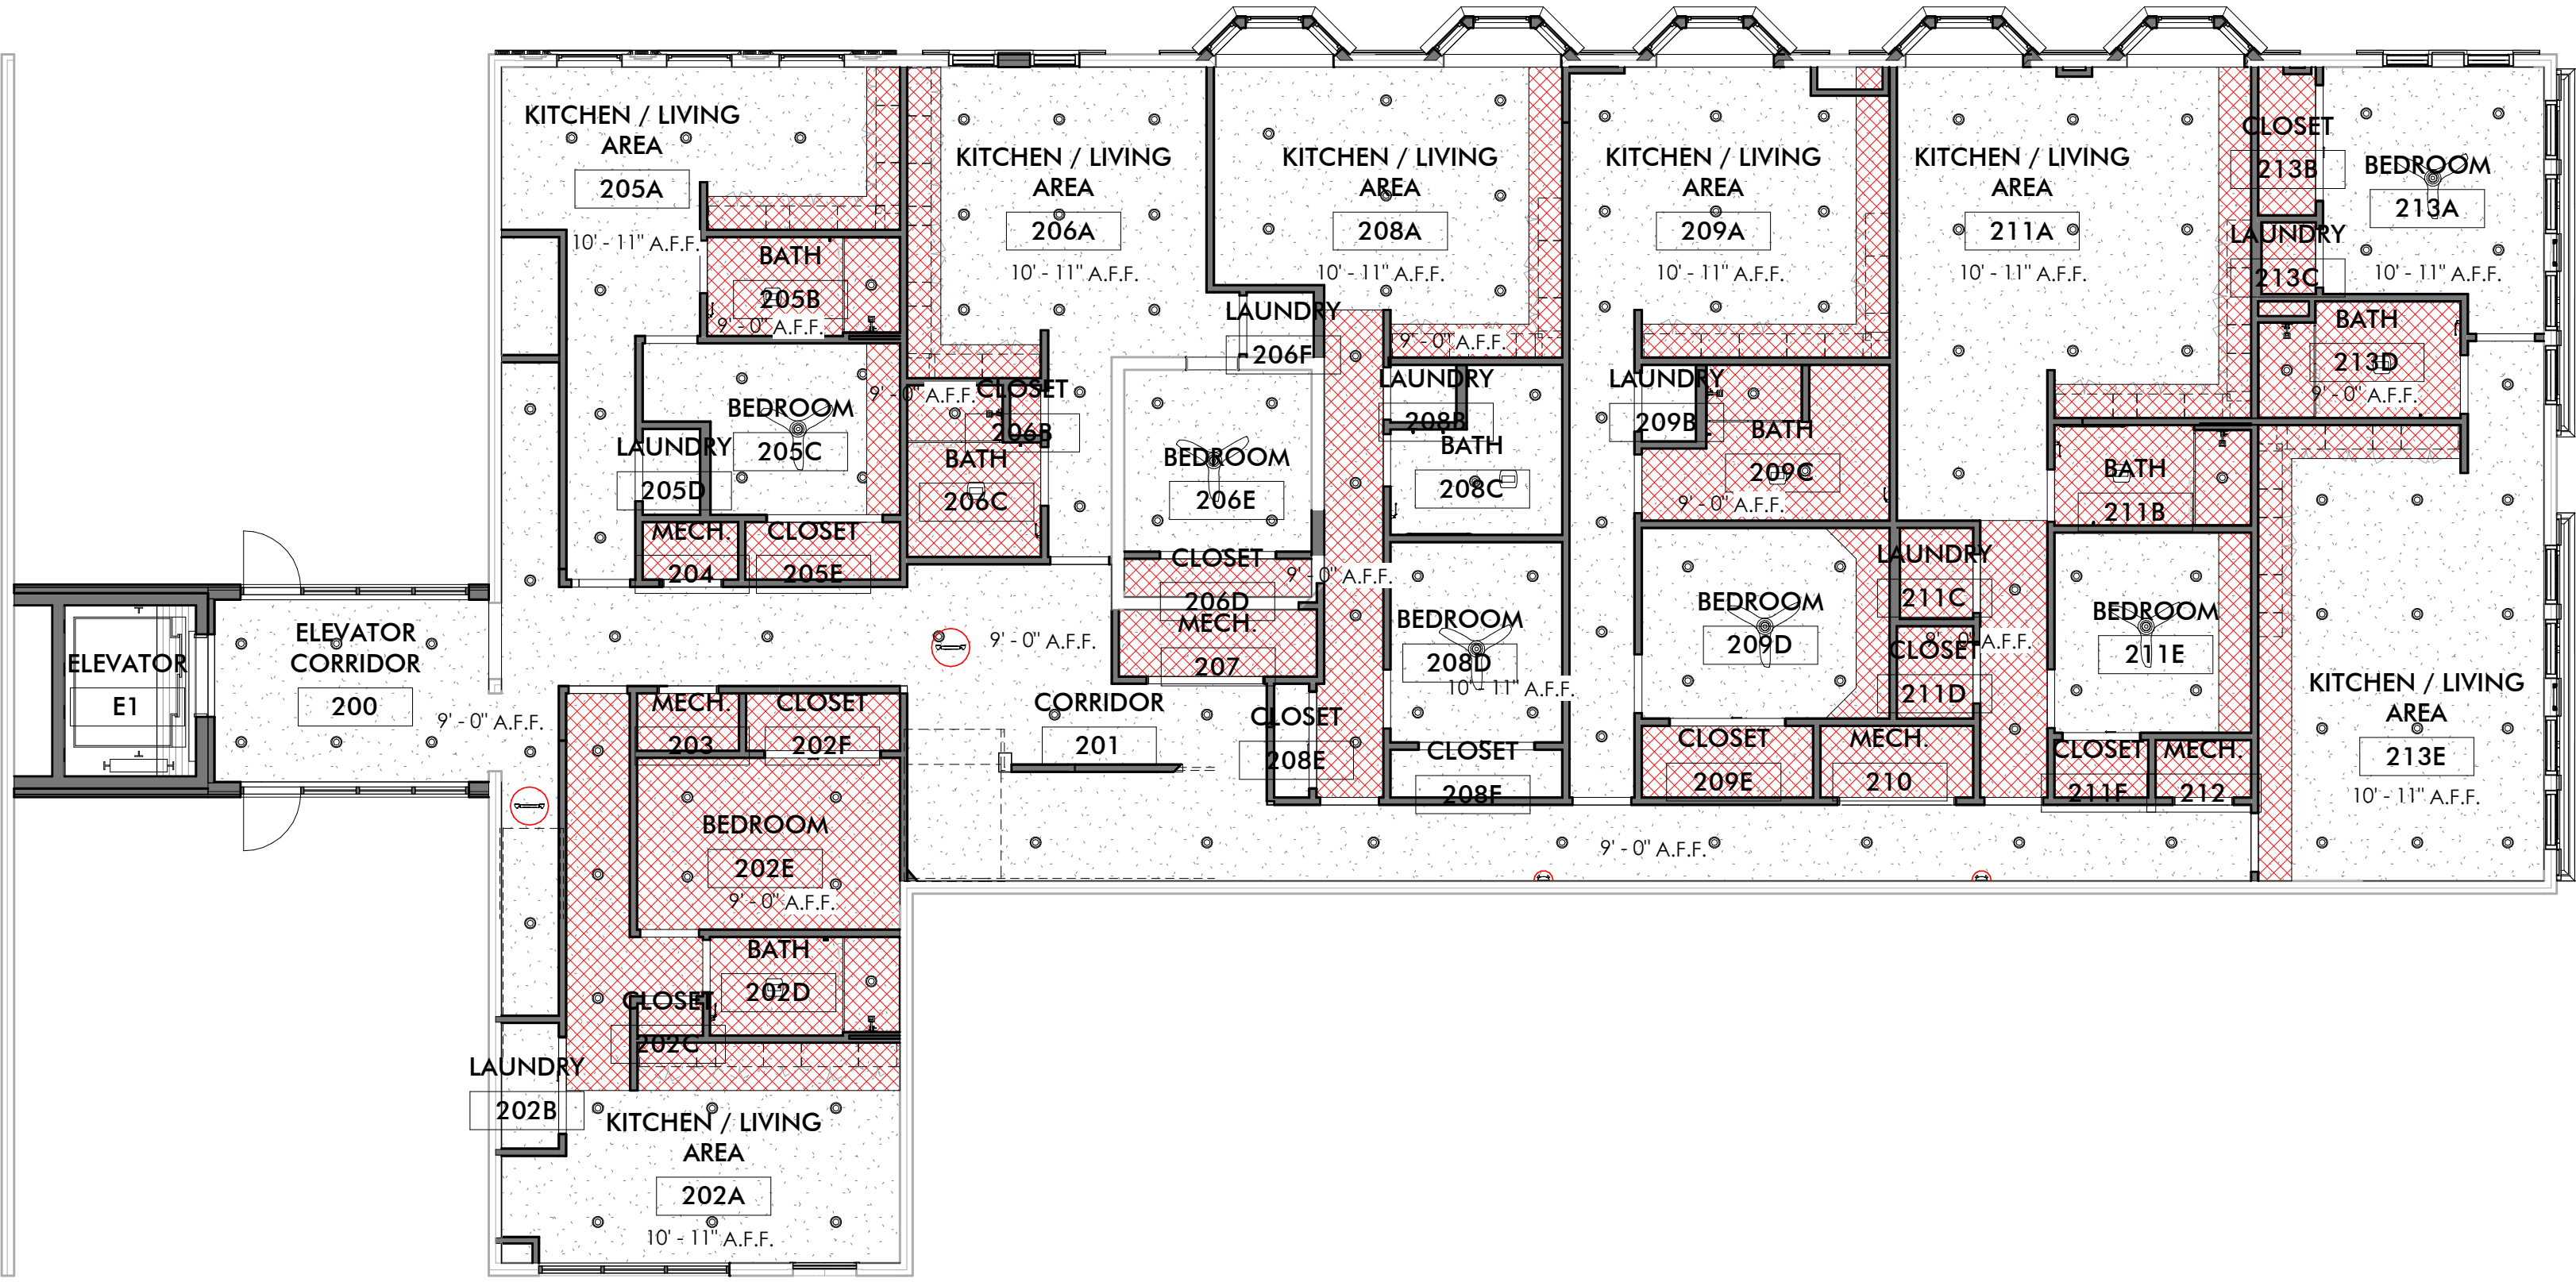 KITCHEN / LIVING
AREA
205A
10' - 11" A.F.F.
BATH
205B
9' - 0" A.F.F.
BEDROOM
205C
LAUNDRY
205D
MECH.
204
CLOSET
205E
KITCHEN / LIVING
AREA
206A
10' - 11" A.F.F.
9' - 0" A.F.F.
CLOSET
206B
BATH
206C
LAUNDRY
206F
BEDROOM
206E
CLOSET
206D
MECH.
207
KITCHEN / LIVING
AREA
208A
10' - 11" A.F.F.
9' - 0" A.F.F.
LAUNDRY
208B
BATH
208C
9' - 0" A.F.F.
BEDROOM
208D
10' - 11" A.F.F.
CLOSET
208E
CLOSET
208F
KITCHEN / LIVING
AREA
209A
10' - 11" A.F.F.
LAUNDRY
209B
BATH
209C
9' - 0" A.F.F.
BEDROOM
209D
CLOSET
209E
MECH.
210
KITCHEN / LIVING
AREA
211A
10' - 11" A.F.F.
BATH
211B
LAUNDRY
211C
9' - 0" A.F.F.
CLOSET
211D
BEDROOM
211E
CLOSET
211F
MECH.
212
CLOSET
213B
BEDROOM
213A
10' - 11" A.F.F.
LAUNDRY
213C
BATH
213D
9' - 0" A.F.F.
KITCHEN / LIVING
AREA
213E
10' - 11" A.F.F.
ELEVATOR
E1
ELEVATOR
CORRIDOR
200
9' - 0" A.F.F.
9' - 0" A.F.F.
CORRIDOR
201
9' - 0" A.F.F.
MECH.
203
CLOSET
202F
BEDROOM
202E
9' - 0" A.F.F.
BATH
202D
CLOSET
202C
LAUNDRY
202B
KITCHEN / LIVING
AREA
202A
10' - 11" A.F.F.